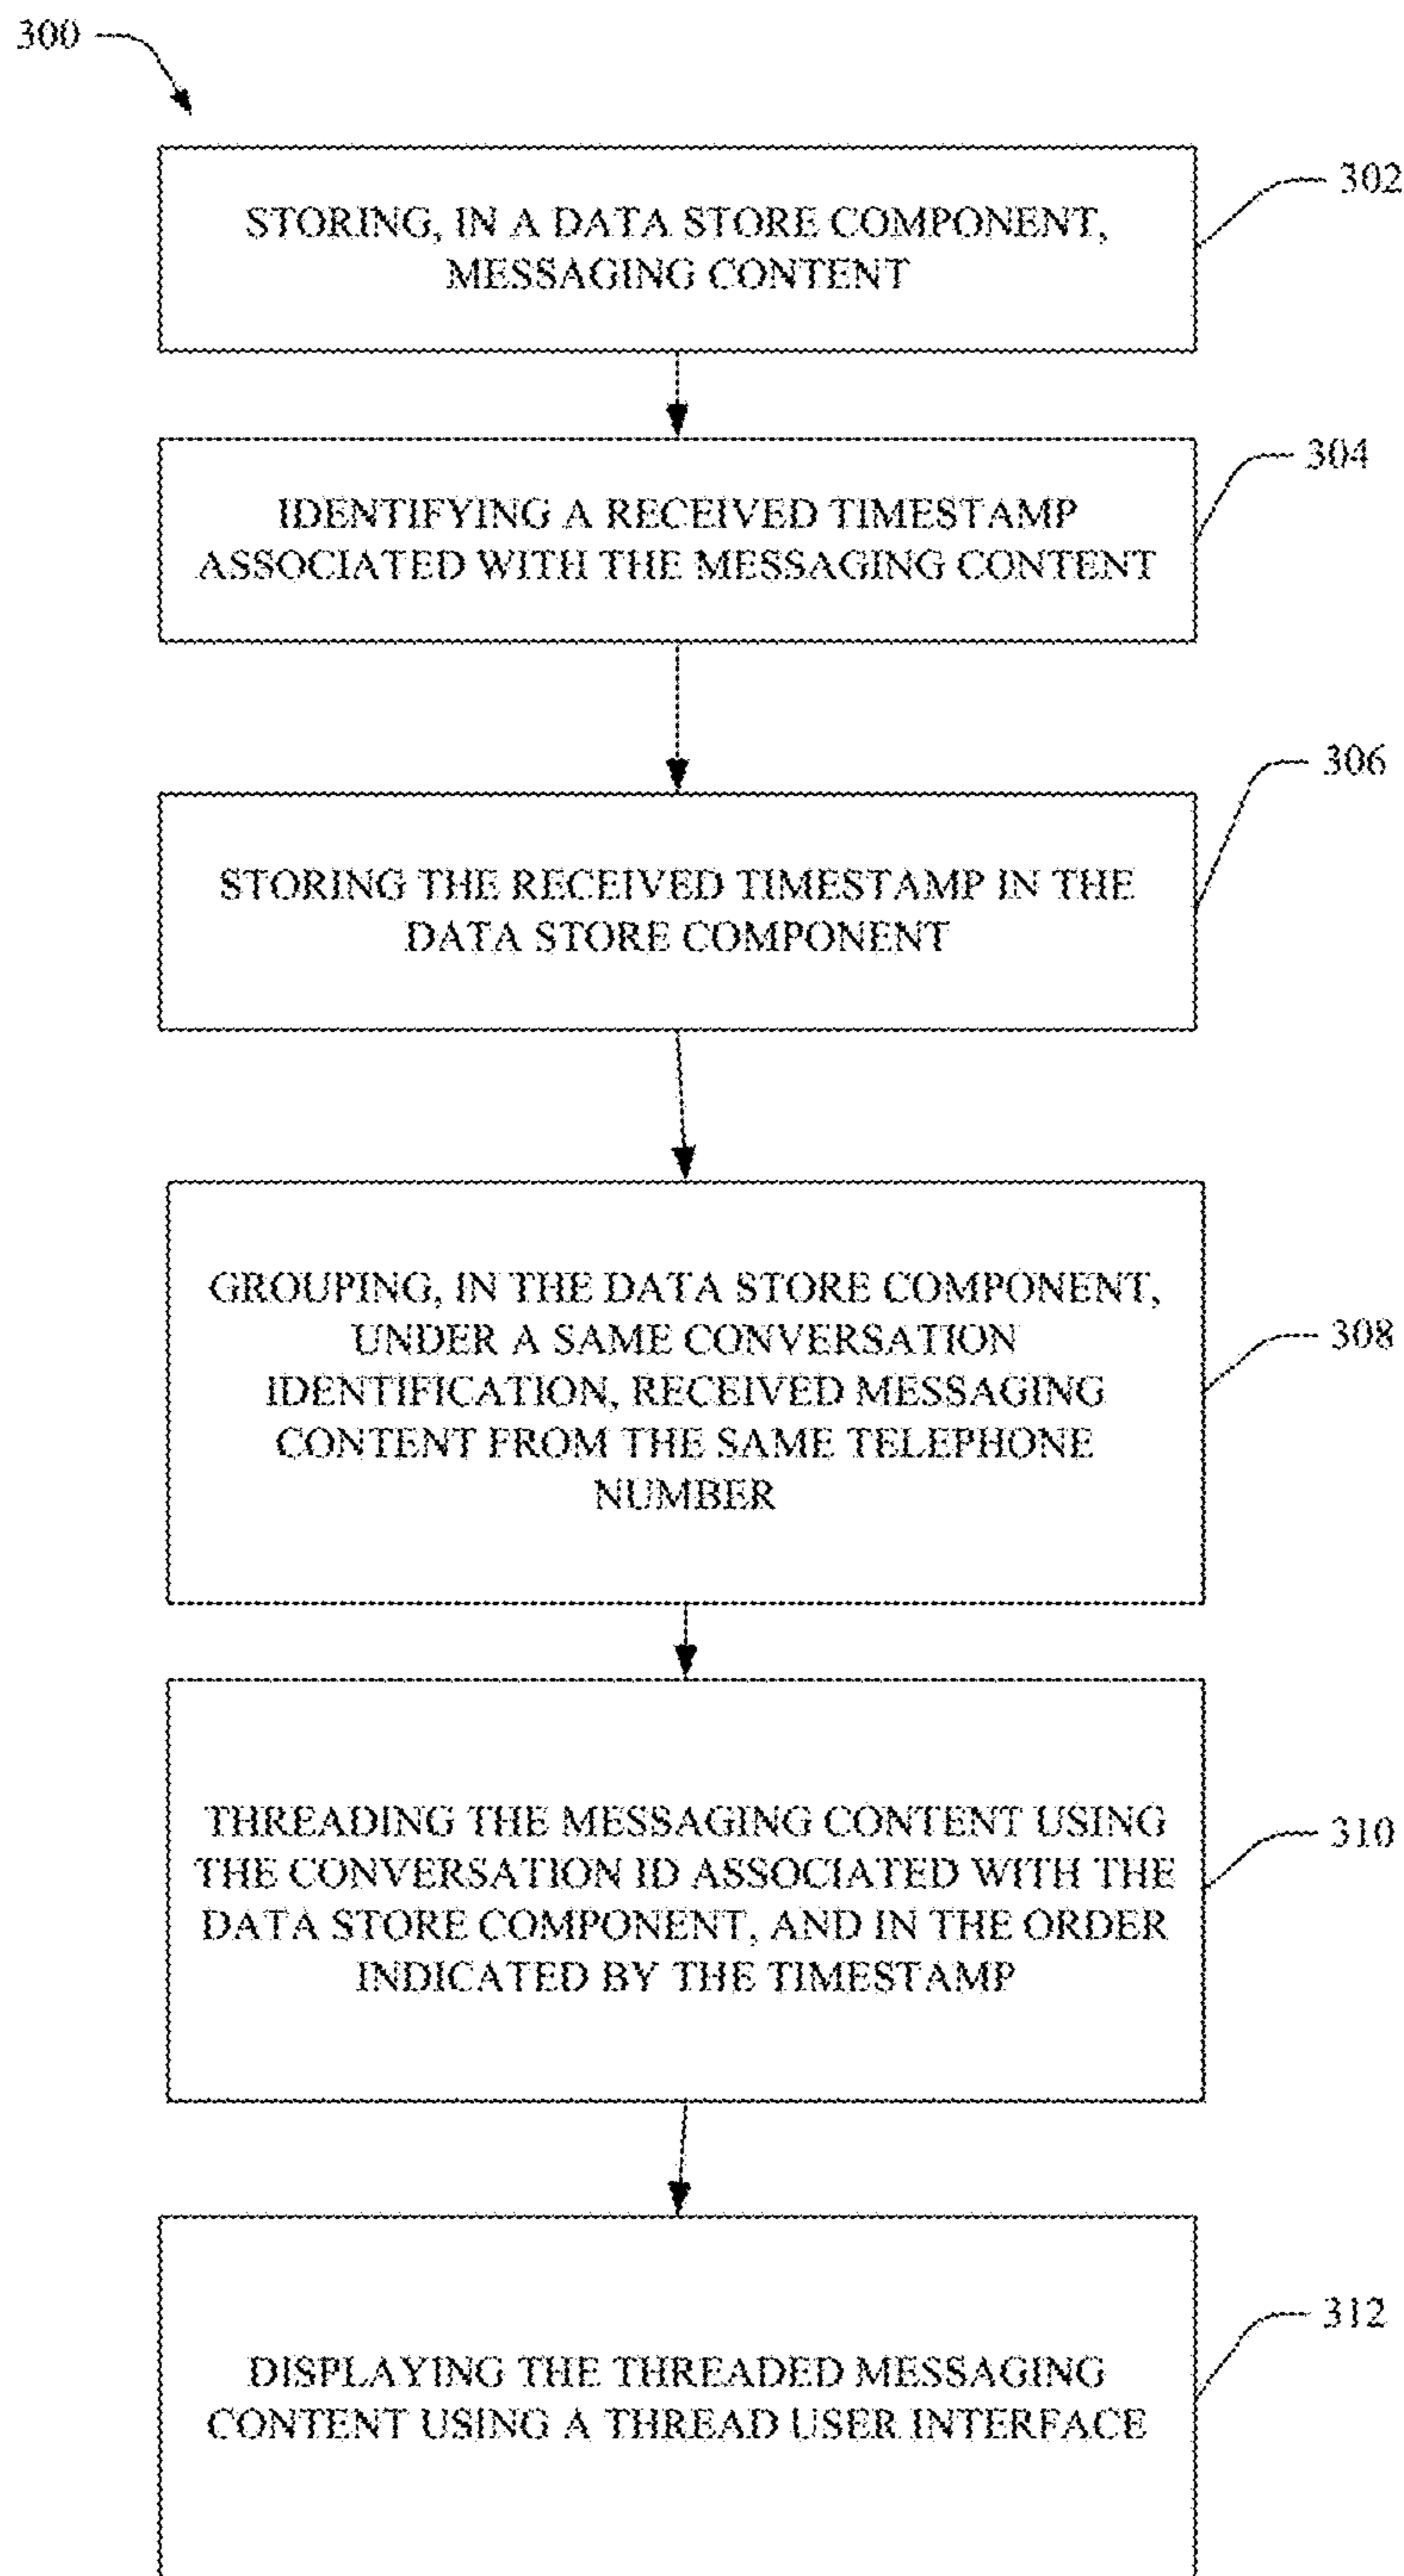 300
302
STORING, IN A DATA STORE COMPONENT,
MESSAGING CONTENT
304
IDENTIFYING A RECEIVED TIMESTAMP
ASSOCIATED WITH THE MESSAGING CONTENT
306
STORING THE RECEIVED TIMESTAMP IN THE
DATA STORE COMPONENT
GROUPING, IN THE DATA STORE COMPONENT,
UNDER A SAME CONVERSATION
308
IDENTIFICATION, RECEIVED MESSAGING
CONTENT FROM THE SAME TELEPHONE
NUMBER
THREADING THE MESSAGING CONTENT USING
310
THE CONVERSATION ID ASSOCIATED WITH THE
DATA STORE COMPONENT, AND IN THE ORDER
INDICATED BY THE TIMESTAMP
312
DISPLAYING THE THREADED MESSAGING
CONTENT USING A THREAD USER INTERFACE